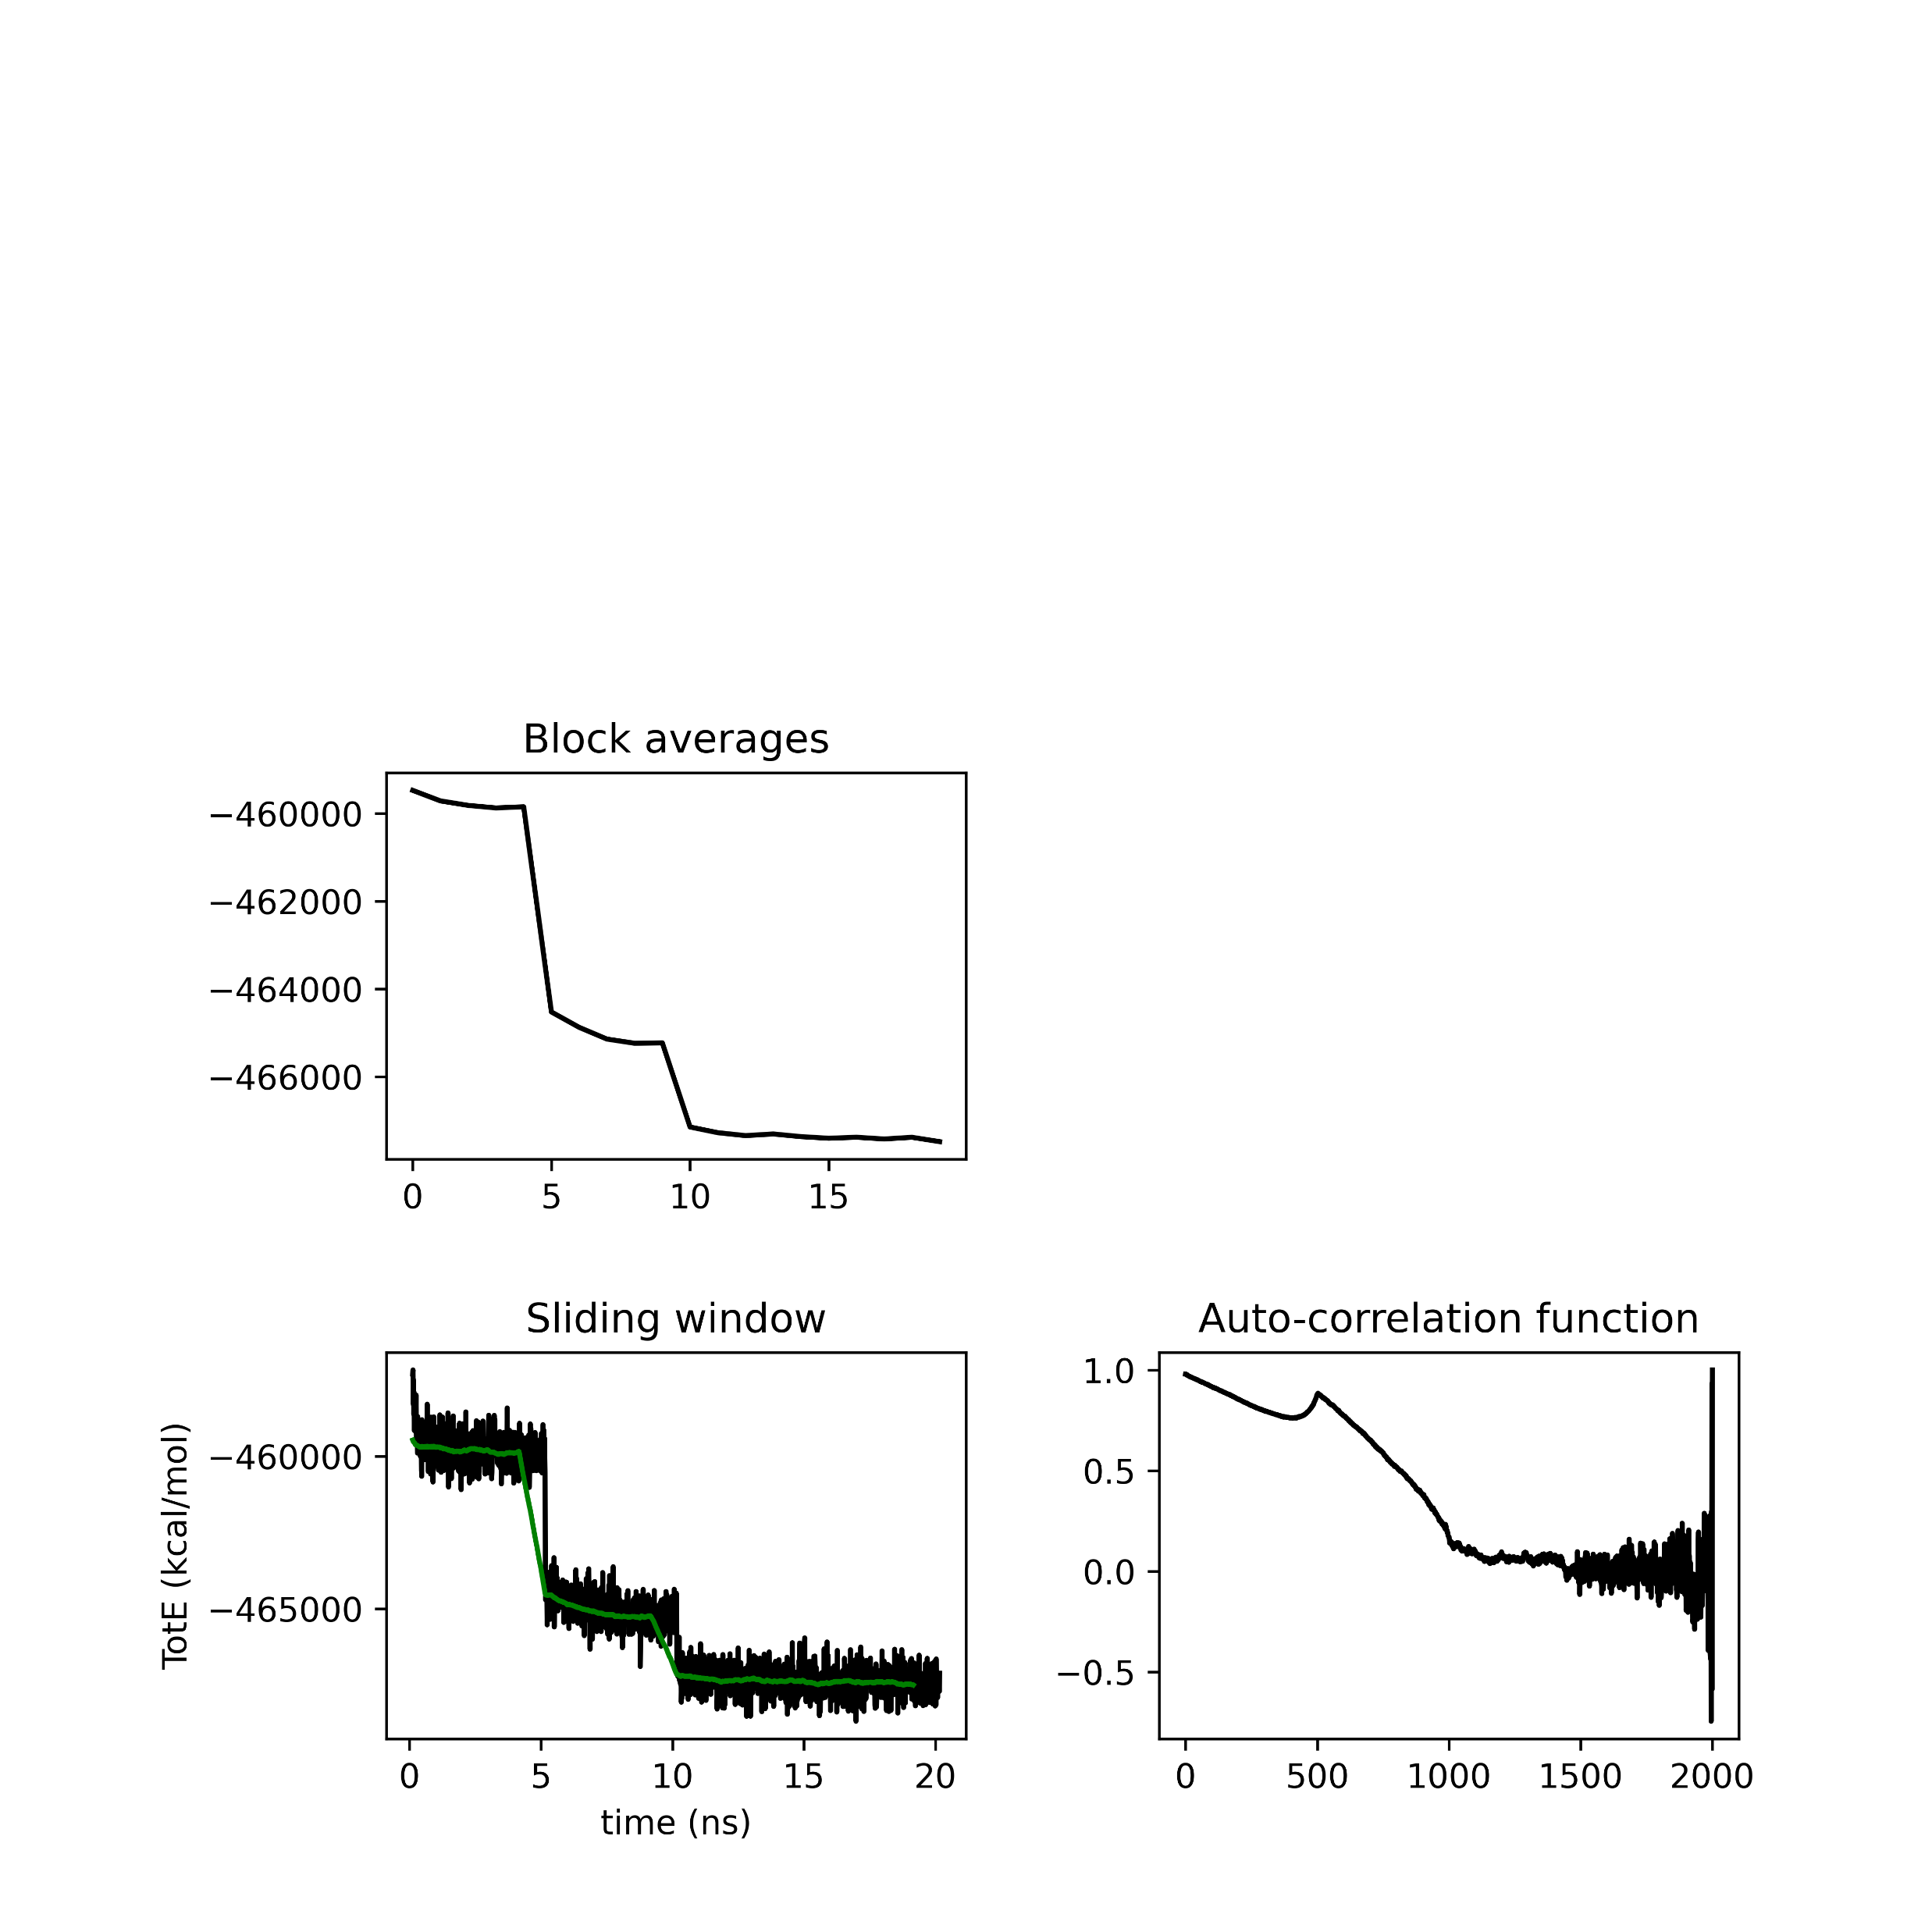 Block averages
−460000
−462000
−464000
−466000
0 5 10 15
Sliding window
TotE (kcal/mol)
−460000
−465000
0 5 10 15 20
time (ns)
Auto-correlation function
1.0
0.5
0.0
−0.5
0 500 1000 1500 2000